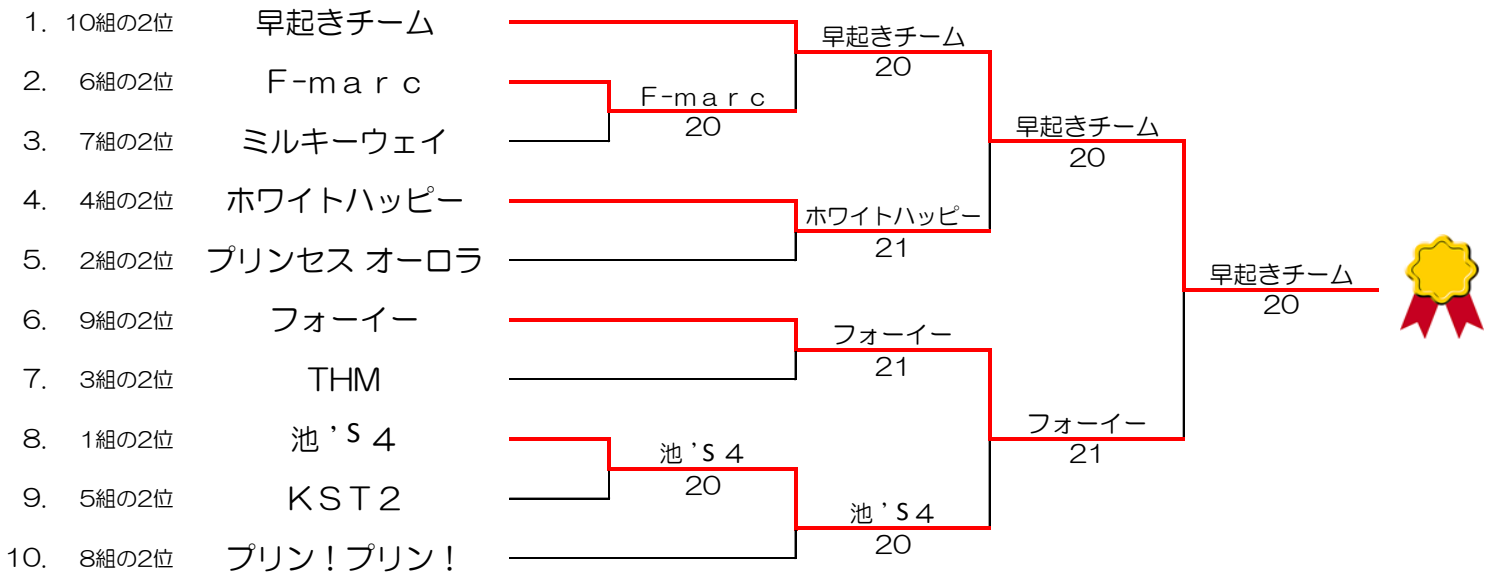 1. 10組の2位 早起きチーム
早起きチーム
20
2. 6組の2位 Ｆ-ｍａｒｃ
Ｆ-ｍａｒｃ
20
3. 7組の2位 ミルキーウェイ
早起きチーム
20
4. 4組の2位 ホワイトハッピー
ホワイトハッピー
21
5. 2組の2位 プリンセス オーロラ
早起きチーム
20
6. 9組の2位 フォーイー
フォーイー
21
7. 3組の2位 THM
フォーイー
21
8. 1組の2位 池’S４
池’S４
20
9. 5組の2位 ＫＳＴ２
池’S４
20
10. 8組の2位 プリン！プリン！